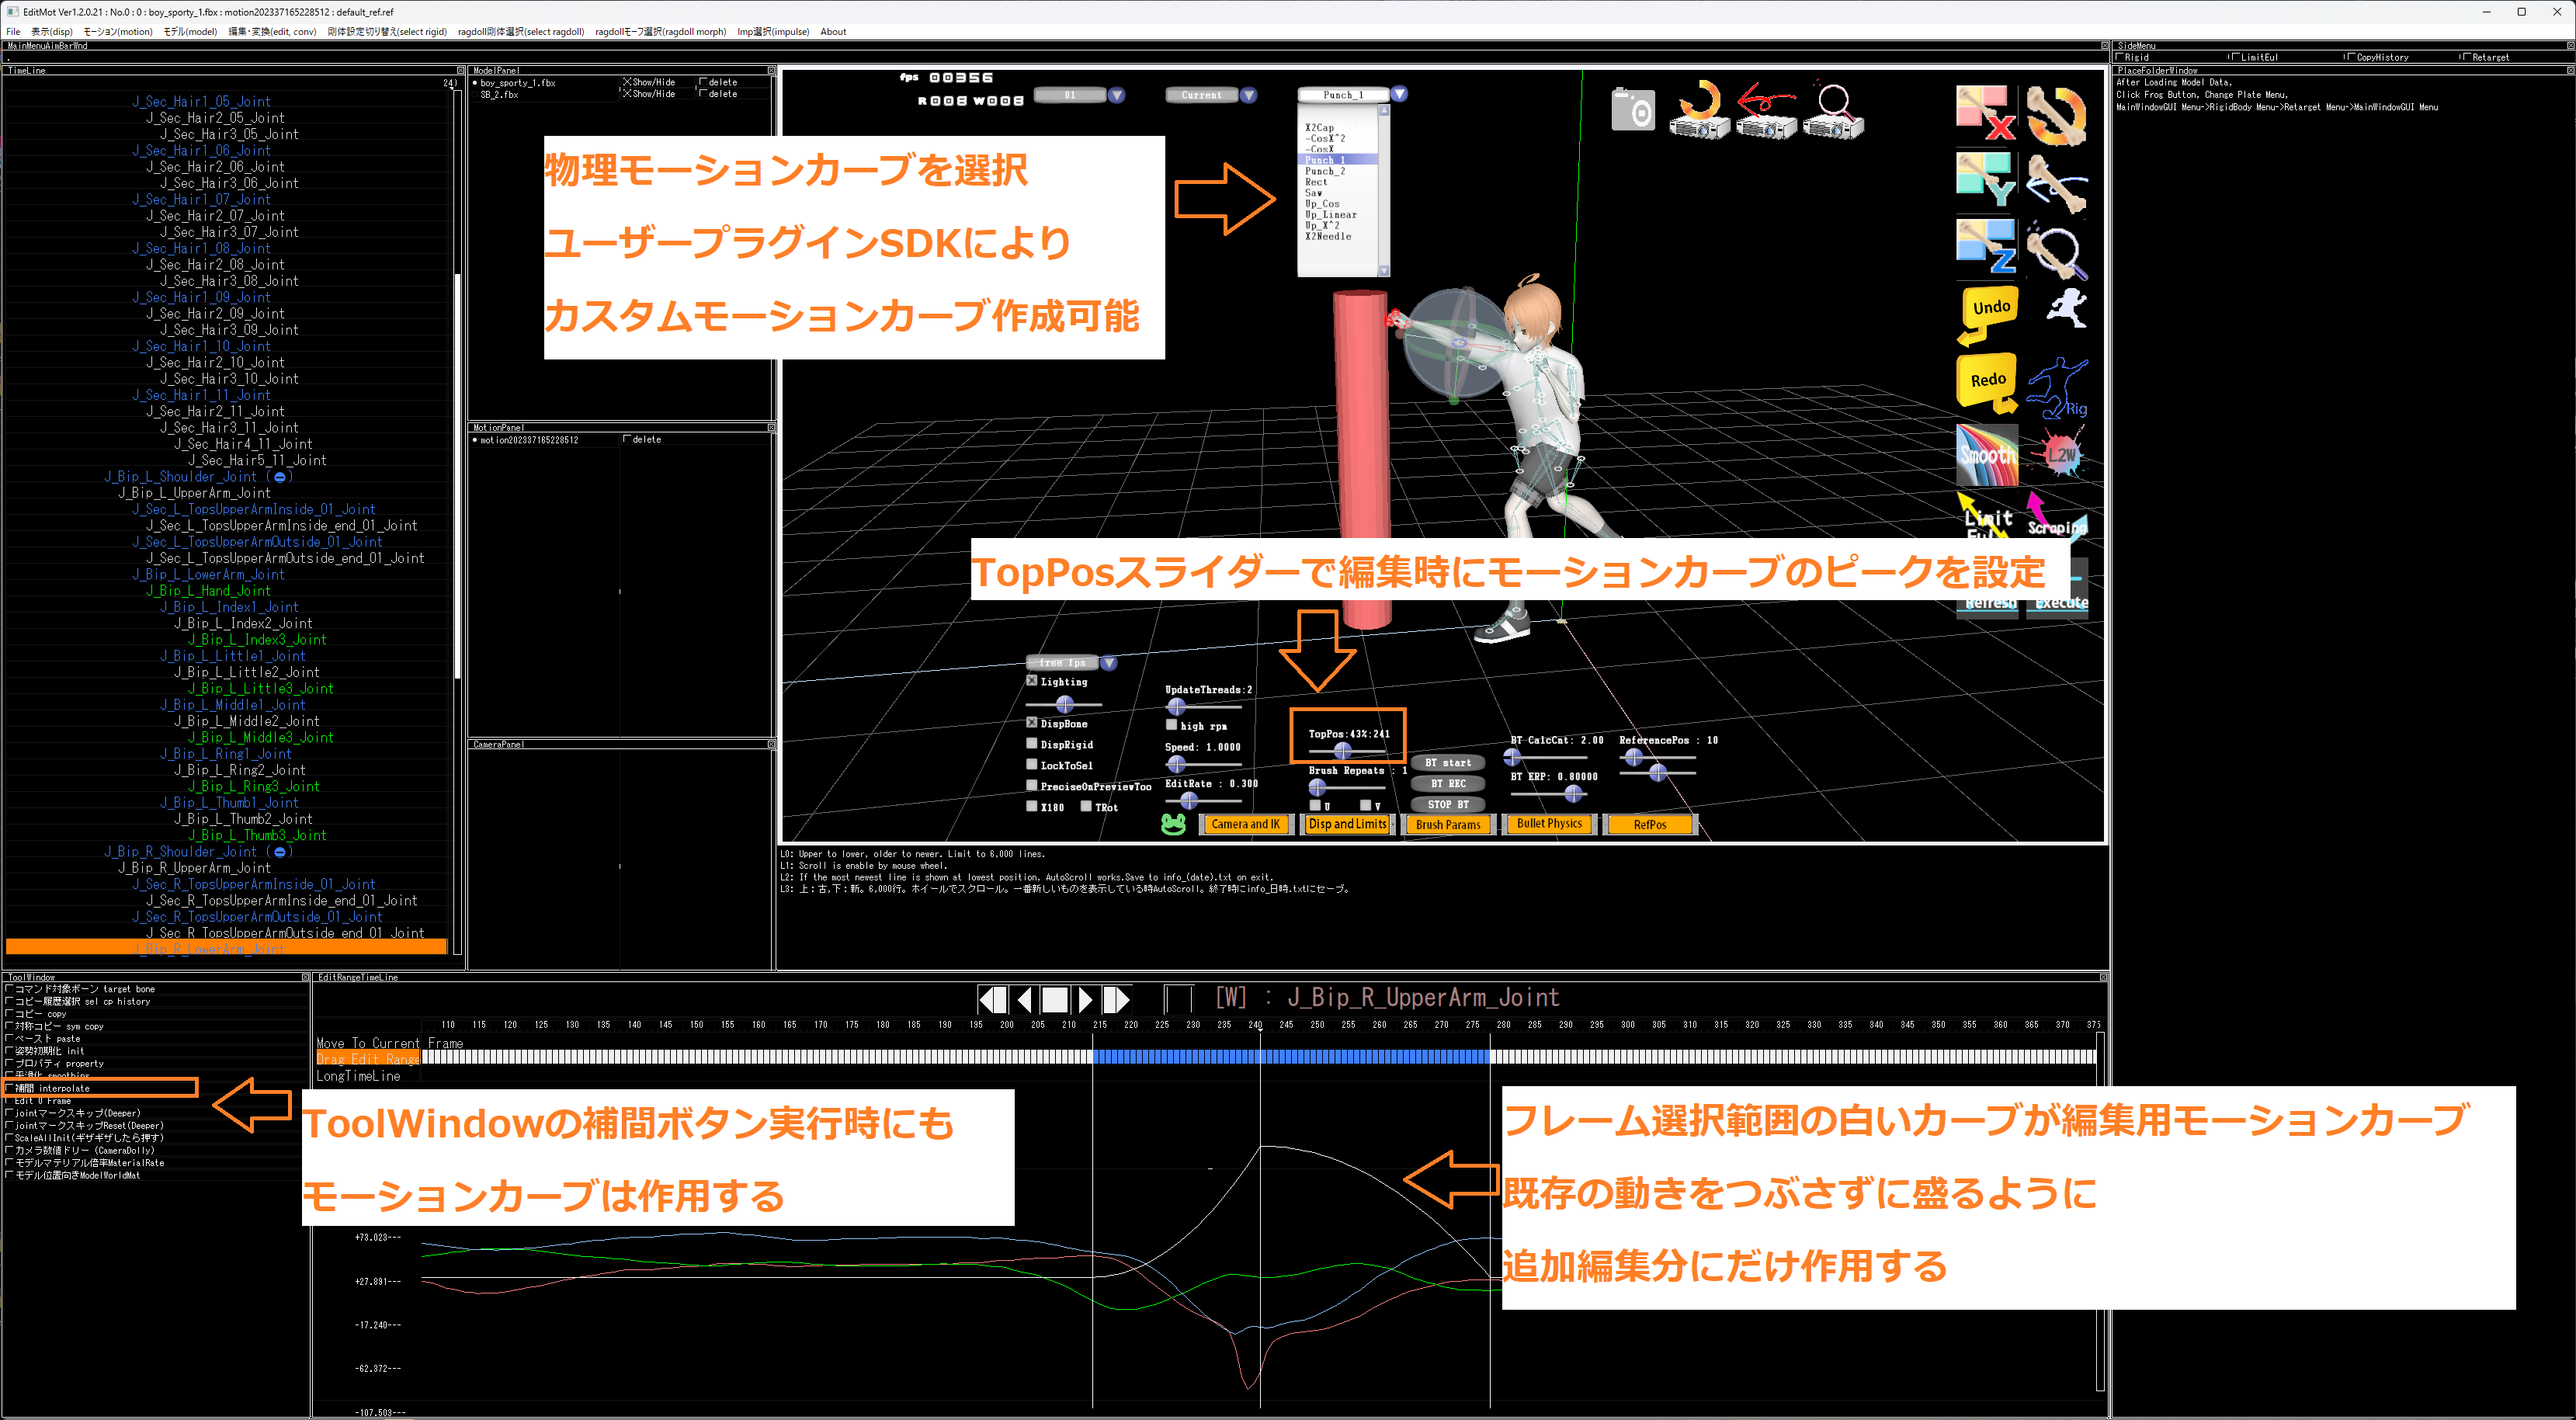 EditMot Ver1.2.0.21 : No.0 : 0 : boy_sporty_1.fbx : motion202337165228512 : default_ref.ref
File 表示(disp) モーション(motion) モデル(model) 編集・変換(edit, conv) 剛体設定切り替え(select rigid) ragdoll剛体選択(select ragdoll) ragdollモーフ選択(ragdoll morph) Imp選択(impulse) About
MainMenuAimBarWnd
SideMenu
Rigid LimitEul CopyHistory Retarget
PlaceFolderWindow
After Loading Model Data,
Click Frog Button, Change Plate Menu,
MainWindowGUI Menu->RigidBody Menu->Retarget Menu->MainWindowGUI Menu
TimeLine
241
J_Sec_Hair1_05_Joint
J_Sec_Hair2_05_Joint
J_Sec_Hair3_05_Joint
J_Sec_Hair1_06_Joint
J_Sec_Hair2_06_Joint
J_Sec_Hair3_06_Joint
J_Sec_Hair1_07_Joint
J_Sec_Hair2_07_Joint
J_Sec_Hair3_07_Joint
J_Sec_Hair1_08_Joint
J_Sec_Hair2_08_Joint
J_Sec_Hair3_08_Joint
J_Sec_Hair1_09_Joint
J_Sec_Hair2_09_Joint
J_Sec_Hair3_09_Joint
J_Sec_Hair1_10_Joint
J_Sec_Hair2_10_Joint
J_Sec_Hair3_10_Joint
J_Sec_Hair1_11_Joint
J_Sec_Hair2_11_Joint
J_Sec_Hair3_11_Joint
J_Sec_Hair4_11_Joint
J_Sec_Hair5_11_Joint
J_Bip_L_Shoulder_Joint ( )
J_Bip_L_UpperArm_Joint
J_Sec_L_TopsUpperArmInside_01_Joint
J_Sec_L_TopsUpperArmInside_end_01_Joint
J_Sec_L_TopsUpperArmOutside_01_Joint
J_Sec_L_TopsUpperArmOutside_end_01_Joint
J_Bip_L_LowerArm_Joint
J_Bip_L_Hand_Joint
J_Bip_L_Index1_Joint
J_Bip_L_Index2_Joint
J_Bip_L_Index3_Joint
J_Bip_L_Little1_Joint
J_Bip_L_Little2_Joint
J_Bip_L_Little3_Joint
J_Bip_L_Middle1_Joint
J_Bip_L_Middle2_Joint
J_Bip_L_Middle3_Joint
J_Bip_L_Ring1_Joint
J_Bip_L_Ring2_Joint
J_Bip_L_Ring3_Joint
J_Bip_L_Thumb1_Joint
J_Bip_L_Thumb2_Joint
J_Bip_L_Thumb3_Joint
J_Bip_R_Shoulder_Joint ( )
J_Bip_R_UpperArm_Joint
J_Sec_R_TopsUpperArmInside_01_Joint
J_Sec_R_TopsUpperArmInside_end_01_Joint
J_Sec_R_TopsUpperArmOutside_01_Joint
J_Sec_R_TopsUpperArmOutside_end_01_Joint
J_Bip_R_LowerArm_Joint
ModelPanel
boy_sporty_1.fbx Show/Hide delete
SB_2.fbx Show/Hide delete
MotionPanel
motion202337165228512 delete
CameraPanel
fps 00356
R008 W008
01
Current
Punch_1
X2Cap
-CosX^2
-CosX
Punch_1
Punch_2
Rect
Saw
Up_Cos
Up_Linear
Up_X^2
X2Needle
物理モーションカーブを選択
ユーザープラグインSDKにより
カスタムモーションカーブ作成可能
X
Y
Z
Undo
Redo
Rig
Smooth
L2W
Limit
Scraping
Refresh
Execute
TopPosスライダーで編集時にモーションカーブのピークを設定
free fps
Lighting
DispBone
DispRigid
LockToSel
PreciseOnPreviewToo
X180 TRot
UpdateThreads:2
high rpm
Speed: 1.0000
EditRate : 0.300
TopPos:43%:241
Brush Repeats : 1
U V
BT start
BT REC
STOP BT
BT CalcCnt: 2.00
BT ERP: 0.80000
ReferencePos : 10
Camera and IK
Disp and Limits
Brush Params
Bullet Physics
RefPos
L0: Upper to lower, older to newer. Limit to 6,000 lines.
L1: Scroll is enable by mouse wheel.
L2: If the most newest line is shown at lowest position, AutoScroll works.Save to info_(date).txt on exit.
L3: 上:古,下:新。6,000行。ホイールでスクロール。一番新しいものを表示している時AutoScroll。終了時にinfo_日時.txtにセーブ。
ToolWindow
コマンド対象ボーン target bone
コピー履歴選択 sel cp history
コピー copy
対称コピー sym copy
ペースト paste
姿勢初期化 init
プロパティ property
平滑化 smoothing
補間 interpolate
Edit 0 Frame
jointマークスキップ(Deeper)
jointマークスキップReset(Deeper)
ScaleAllInit(ギザギザしたら押す)
カメラ数値ドリー (CameraDolly)
モデルマテリアル倍率MaterialRate
モデル位置向きModelWorldMat
EditRangeTimeLine
[W] : J_Bip_R_UpperArm_Joint
110 115 120 125 130 135 140 145 150 155 160 165 170 175 180 185 190 195 200 205 210 215 220 225 230 235 240 245 250 255 260 265 270 275 280 285 290 295 300 305 310 315 320 325 330 335 340 345 350 355 360 365 370 375
Move To Current Frame
Drag Edit Range
LongTimeLine
ToolWindowの補間ボタン実行時にも
モーションカーブは作用する
フレーム選択範囲の白いカーブが編集用モーションカーブ
既存の動きをつぶさずに盛るように
追加編集分にだけ作用する
+73.023---
+27.891---
-17.240---
-62.372---
-107.503---